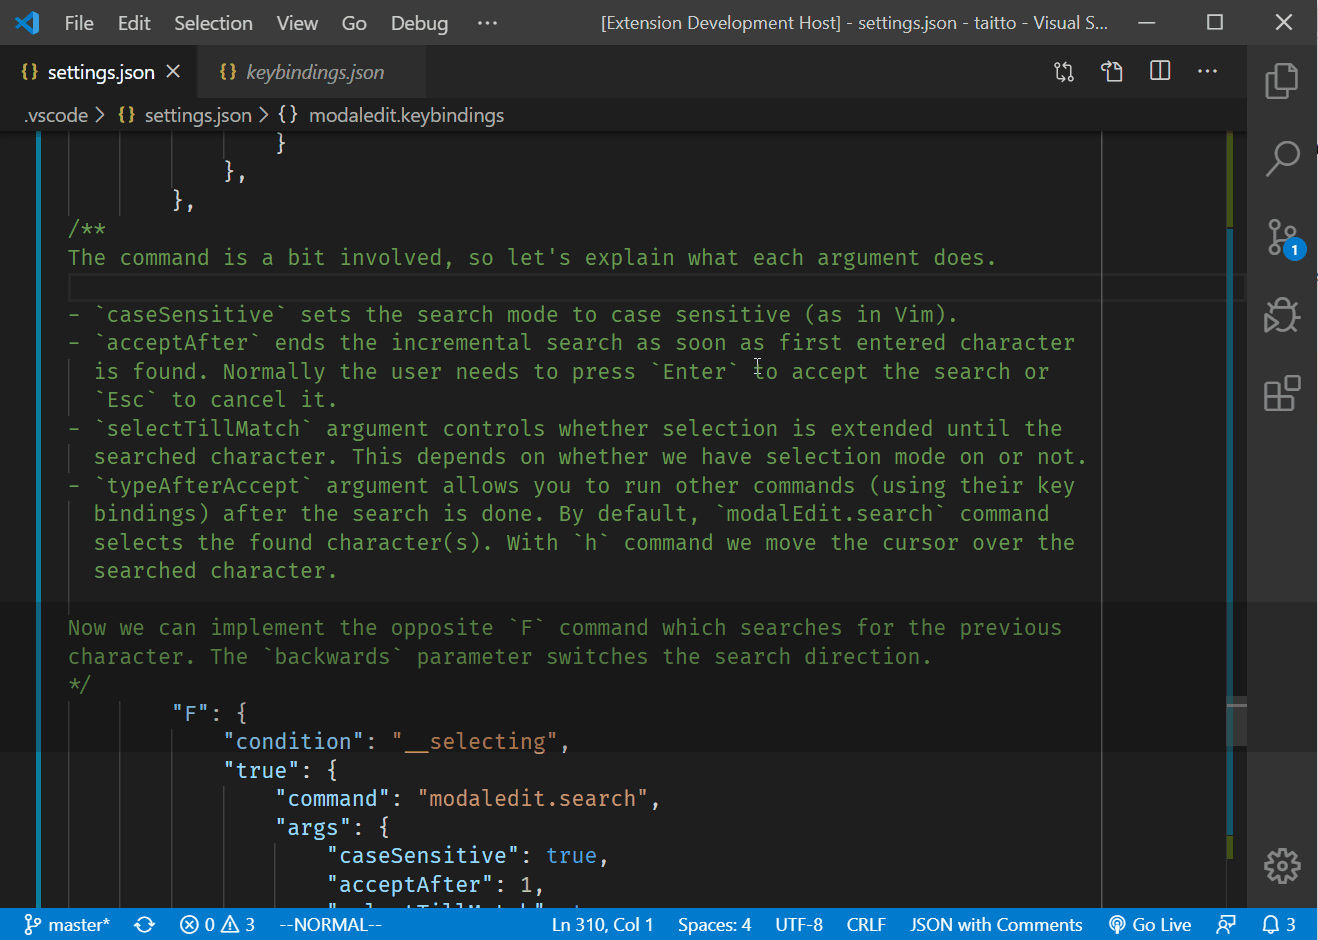 File Edit Selection View Go Debug ··· [Extension Development Host] - settings.json - taitto - Visual S...
{} settings.json {} keybindings.json
.vscode > {} settings.json > {} modaledit.keybindings
}
},
},
/**
The command is a bit involved, so let's explain what each argument does.
- `caseSensitive` sets the search mode to case sensitive (as in Vim).
- `acceptAfter` ends the incremental search as soon as first entered character
is found. Normally the user needs to press `Enter` to accept the search or
`Esc` to cancel it.
- `selectTillMatch` argument controls whether selection is extended until the
searched character. This depends on whether we have selection mode on or not.
- `typeAfterAccept` argument allows you to run other commands (using their key
bindings) after the search is done. By default, `modalEdit.search` command
selects the found character(s). With `h` command we move the cursor over the
searched character.
Now we can implement the opposite `F` command which searches for the previous
character. The `backwards` parameter switches the search direction.
*/
"F": {
"condition": "__selecting",
"true": {
"command": "modaledit.search",
"args": {
"caseSensitive": true,
"acceptAfter": 1,
1
master* 0 3 --NORMAL-- Ln 310, Col 1 Spaces: 4 UTF-8 CRLF JSON with Comments Go Live 3